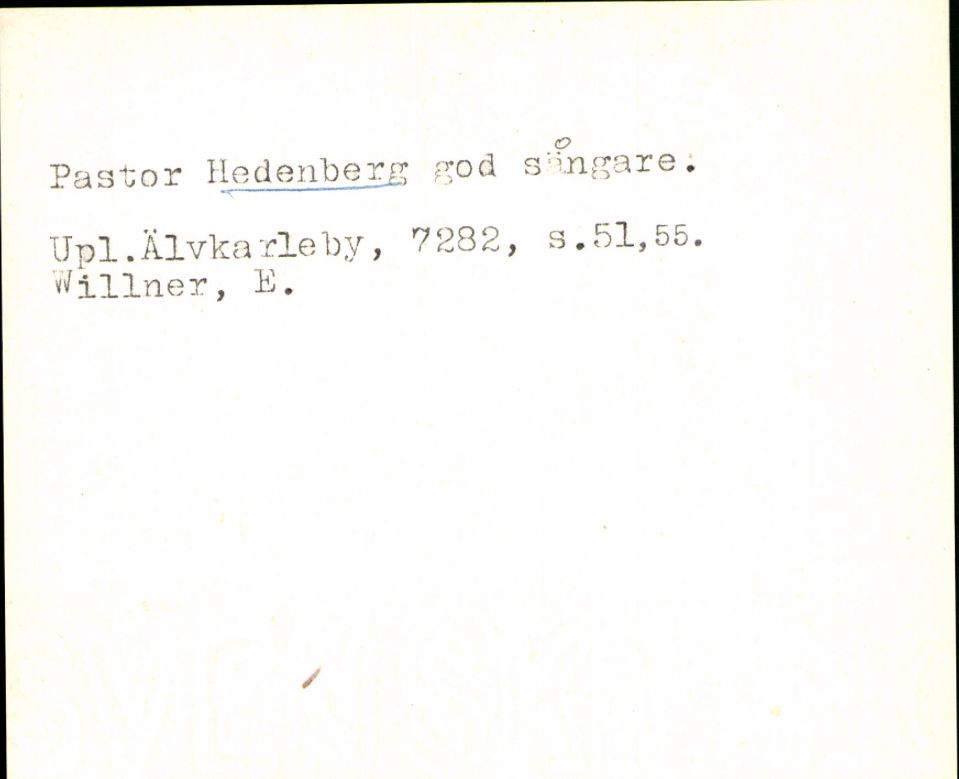 Pastor Hedenberg god sångare.
Upl.Älvkarleby, 7282, s.51,55.
Willner, E.